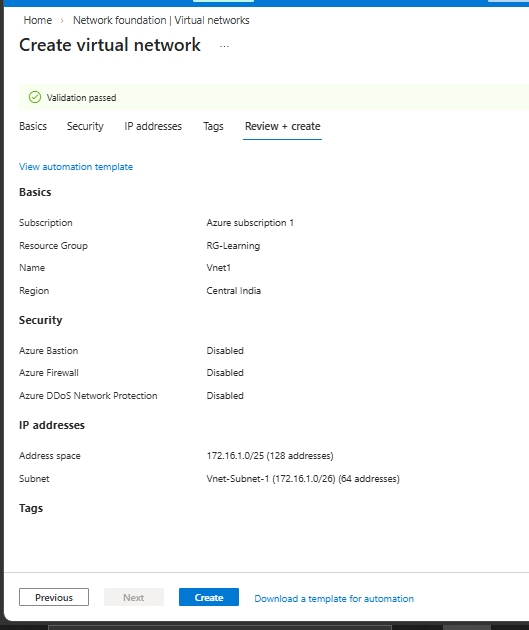 Home > Network foundation | Virtual networks
Create virtual network ...
Validation passed
Basics Security IP addresses Tags Review + create
View automation template
Basics
Subscription Azure subscription 1
Resource Group RG-Learning
Name Vnet1
Region Central India
Security
Azure Bastion Disabled
Azure Firewall Disabled
Azure DDoS Network Protection Disabled
IP addresses
Address space 172.16.1.0/25 (128 addresses)
Subnet Vnet-Subnet-1 (172.16.1.0/26) (64 addresses)
Tags
Previous Next Create Download a template for automation